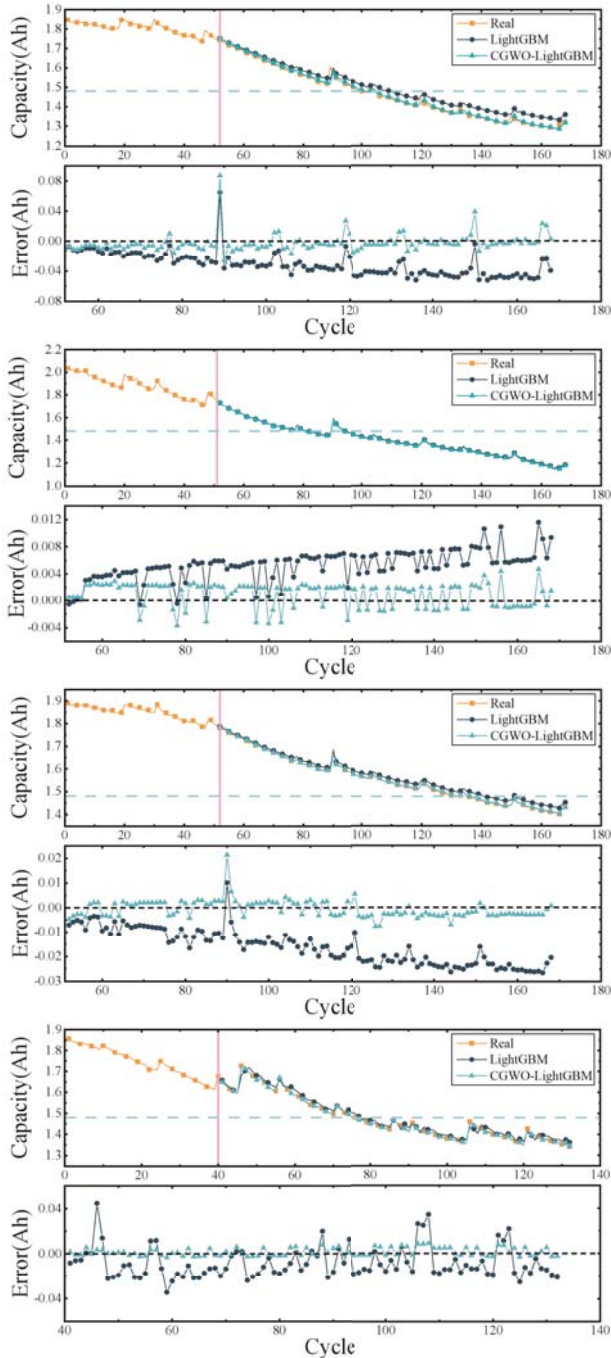 1.9
1.8
1.7
1.6
1.5
1.4
1.3
1.2
Capacity(Ah)
Real
LightGBM
CGWO-LightGBM
0 20 40 60 80 100 120 140 160 180
0.08
0.04
0.00
-0.04
-0.08
Error(Ah)
60 80 100 120 140 160 180
Cycle
2.2
2.0
1.8
1.6
1.4
1.2
1.0
Capacity(Ah)
Real
LightGBM
CGWO-LightGBM
0 20 40 60 80 100 120 140 160 180
0.012
0.008
0.004
0.000
-0.004
Error(Ah)
60 80 100 120 140 160 180
Cycle
1.9
1.8
1.7
1.6
1.5
1.4
Capacity(Ah)
Real
LightGBM
CGWO-LightGBM
0 20 40 60 80 100 120 140 160 180
0.02
0.01
0.00
-0.01
-0.02
-0.03
Error(Ah)
60 80 100 120 140 160 180
Cycle
1.9
1.8
1.7
1.6
1.5
1.4
1.3
Capacity(Ah)
Real
LightGBM
CGWO-LightGBM
0 20 40 60 80 100 120 140
0.04
0.00
-0.04
Error(Ah)
40 60 80 100 120 140
Cycle